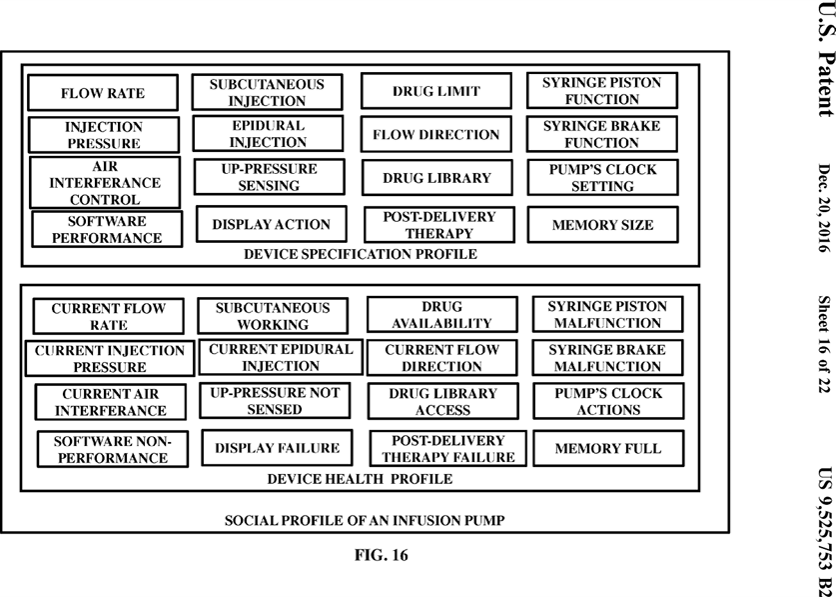 U.S. Patent
Dec. 20, 2016
Sheet 16 of 22
US 9,525,753 B2
FLOW RATE
SUBCUTANEOUS
INJECTION
DRUG LIMIT
SYRINGE PISTON
FUNCTION
INJECTION
PRESSURE
EPIDURAL
INJECTION
FLOW DIRECTION
SYRINGE BRAKE
FUNCTION
AIR
INTERFERANCE
CONTROL
UP-PRESSURE
SENSING
DRUG LIBRARY
PUMP'S CLOCK
SETTING
SOFTWARE
PERFORMANCE
DISPLAY ACTION
POST-DELIVERY
THERAPY
MEMORY SIZE
DEVICE SPECIFICATION PROFILE
CURRENT FLOW
RATE
SUBCUTANEOUS
WORKING
DRUG
AVAILABILITY
SYRINGE PISTON
MALFUNCTION
CURRENT INJECTION
PRESSURE
CURRENT EPIDURAL
INJECTION
CURRENT FLOW
DIRECTION
SYRINGE BRAKE
MALFUNCTION
CURRENT AIR
INTERFERANCE
UP-PRESSURE NOT
SENSED
DRUG LIBRARY
ACCESS
PUMP'S CLOCK
ACTIONS
SOFTWARE NON-
PERFORMANCE
DISPLAY FAILURE
POST-DELIVERY
THERAPY FAILURE
MEMORY FULL
DEVICE HEALTH PROFILE
SOCIAL PROFILE OF AN INFUSION PUMP
FIG. 16